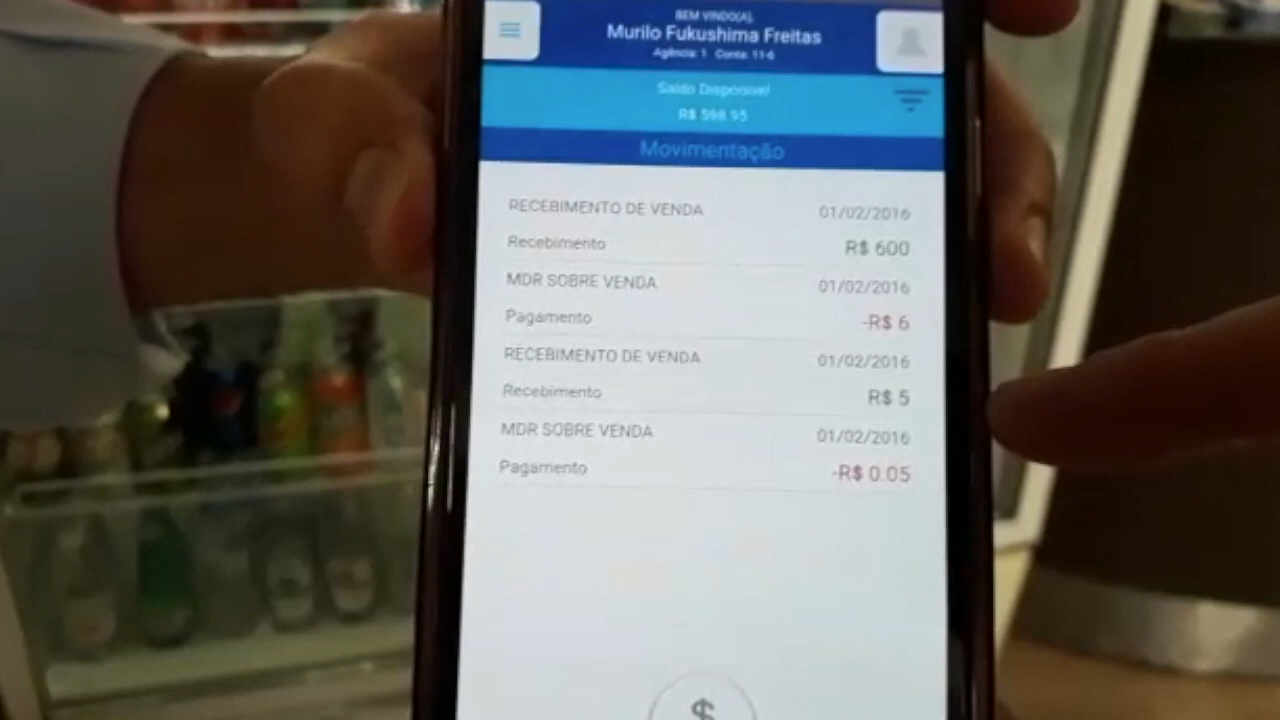 BEM VINDO(A),
Murilo Fukushima Freitas
Agência: 1 Conta: 11-6
Saldo Disponível
R$ 598.95
Movimentação
RECEBIMENTO DE VENDA 01/02/2016
Recebimento R$ 600
MDR SOBRE VENDA 01/02/2016
Pagamento -R$ 6
RECEBIMENTO DE VENDA 01/02/2016
Recebimento R$ 5
MDR SOBRE VENDA 01/02/2016
Pagamento -R$ 0.05
$